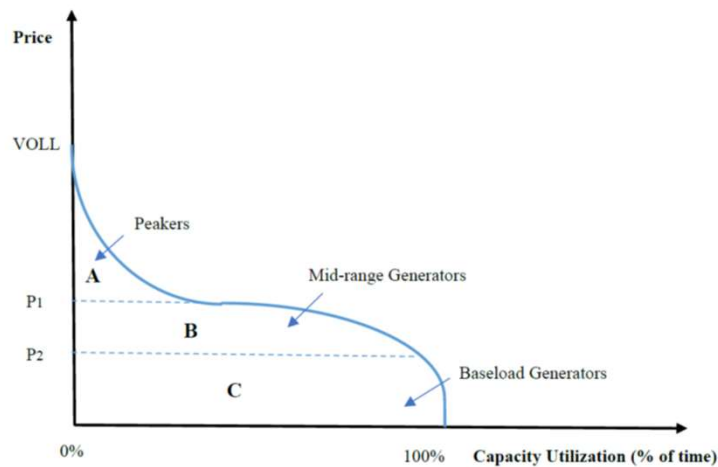 Price
VOLL
Peakers
A
Mid-range Generators
P1
B
P2
Baseload Generators
C
0%
100%
Capacity Utilization (% of time)